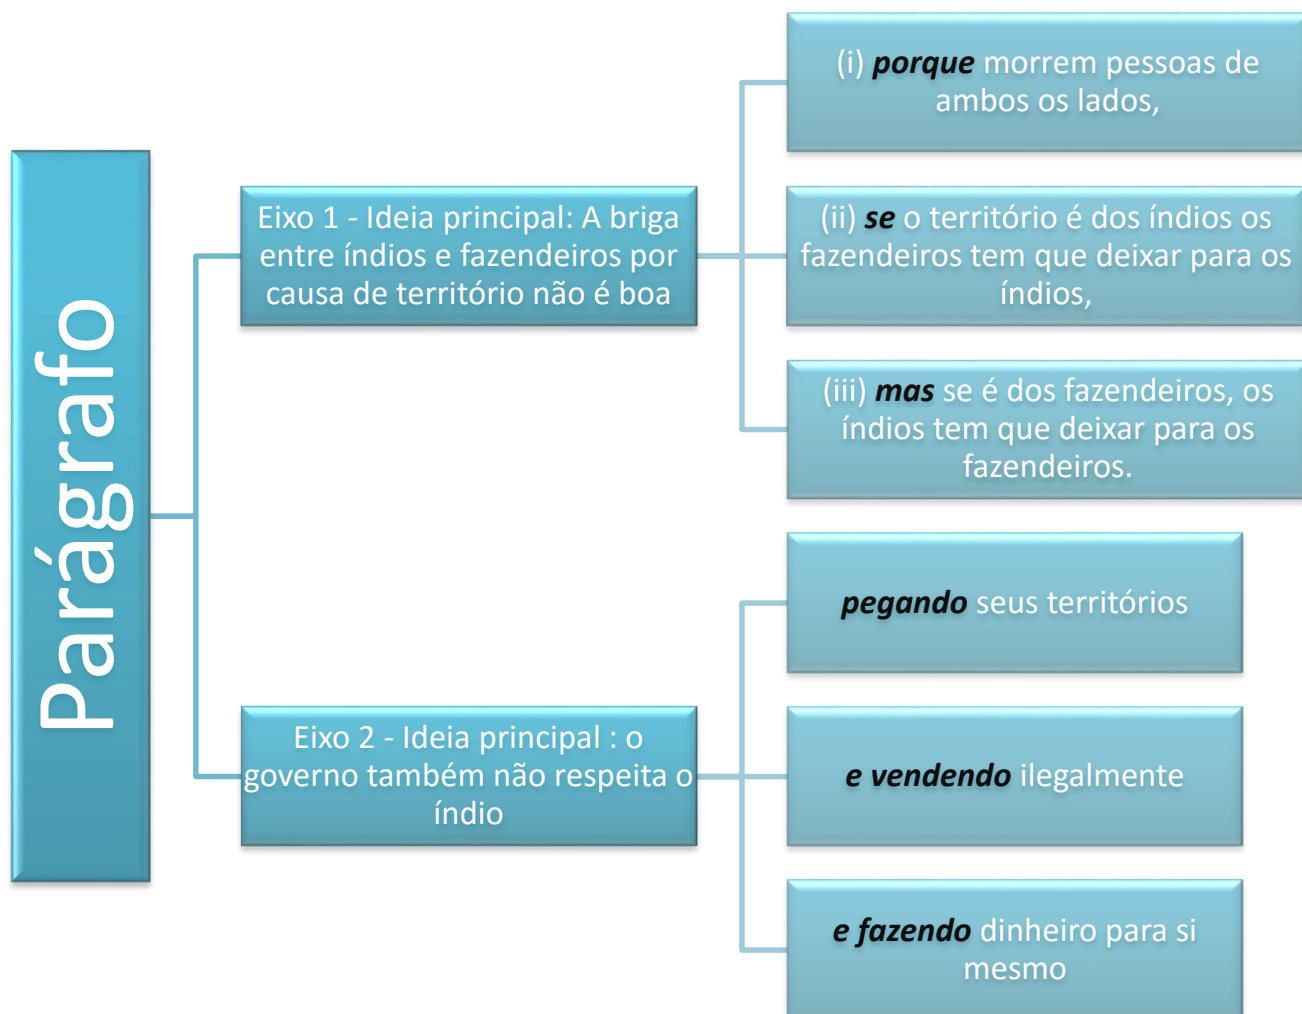 Parágrafo
Eixo 1 - Ideia principal: A briga
entre índios e fazendeiros por
causa de território não é boa
(i) porque morrem pessoas de
ambos os lados,
(ii) se o território é dos índios os
fazendeiros tem que deixar para os
índios,
(iii) mas se é dos fazendeiros, os
índios tem que deixar para os
fazendeiros.
Eixo 2 - Ideia principal : o
governo também não respeita o
índio
pegando seus territórios
e vendendo ilegalmente
e fazendo dinheiro para si
mesmo